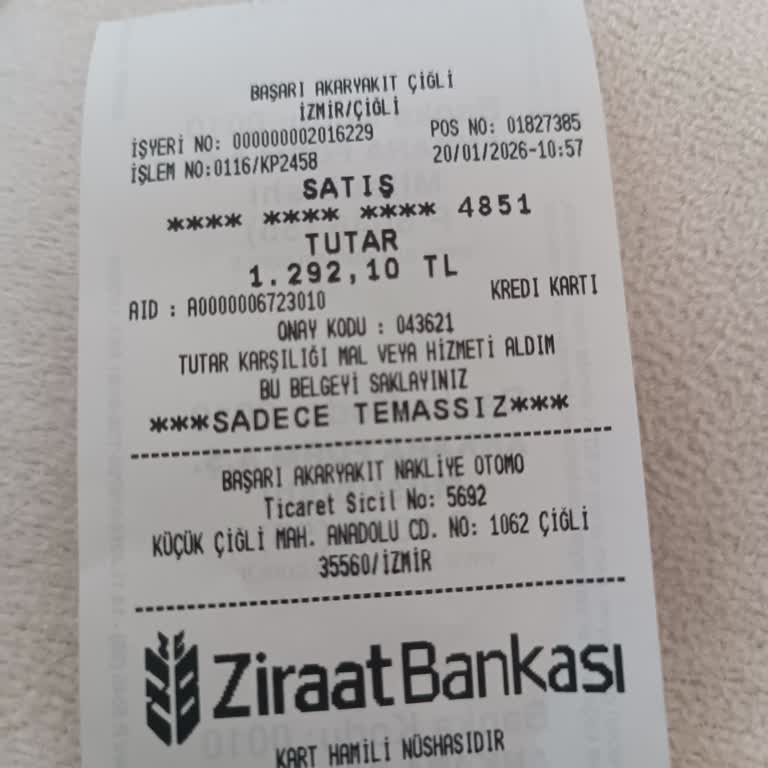 BAŞARI AKARYAKIT ÇİĞLİ
İZMİR/ÇİĞLİ
İŞYERİ NO: 000000002016229 POS NO: 01827385
İŞLEM NO:0116/KP2458 20/01/2026-10:57
SATIŞ
**** **** **** 4851
TUTAR
1.292,10 TL
AID : A0000006723010 KREDI KARTI
ONAY KODU : 043621
TUTAR KARŞILIĞI MAL VEYA HİZMETİ ALDIM
BU BELGEYİ SAKLAYINIZ
***SADECE TEMASSIZ***
BAŞARI AKARYAKIT NAKLİYE OTOMO
Ticaret Sicil No: 5692
KÜÇÜK ÇİĞLİ MAH. ANADOLU CD. NO: 1062 ÇİĞLİ
35560/İZMİR
Ziraat Bankası
KART HAMİLİ NÜSHASIDIR